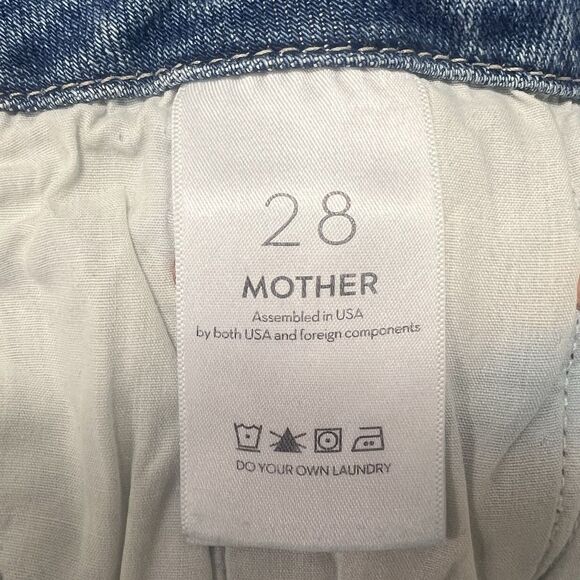 28
MOTHER
Assembled in USA
by both USA and foreign components
DO YOUR OWN LAUNDRY